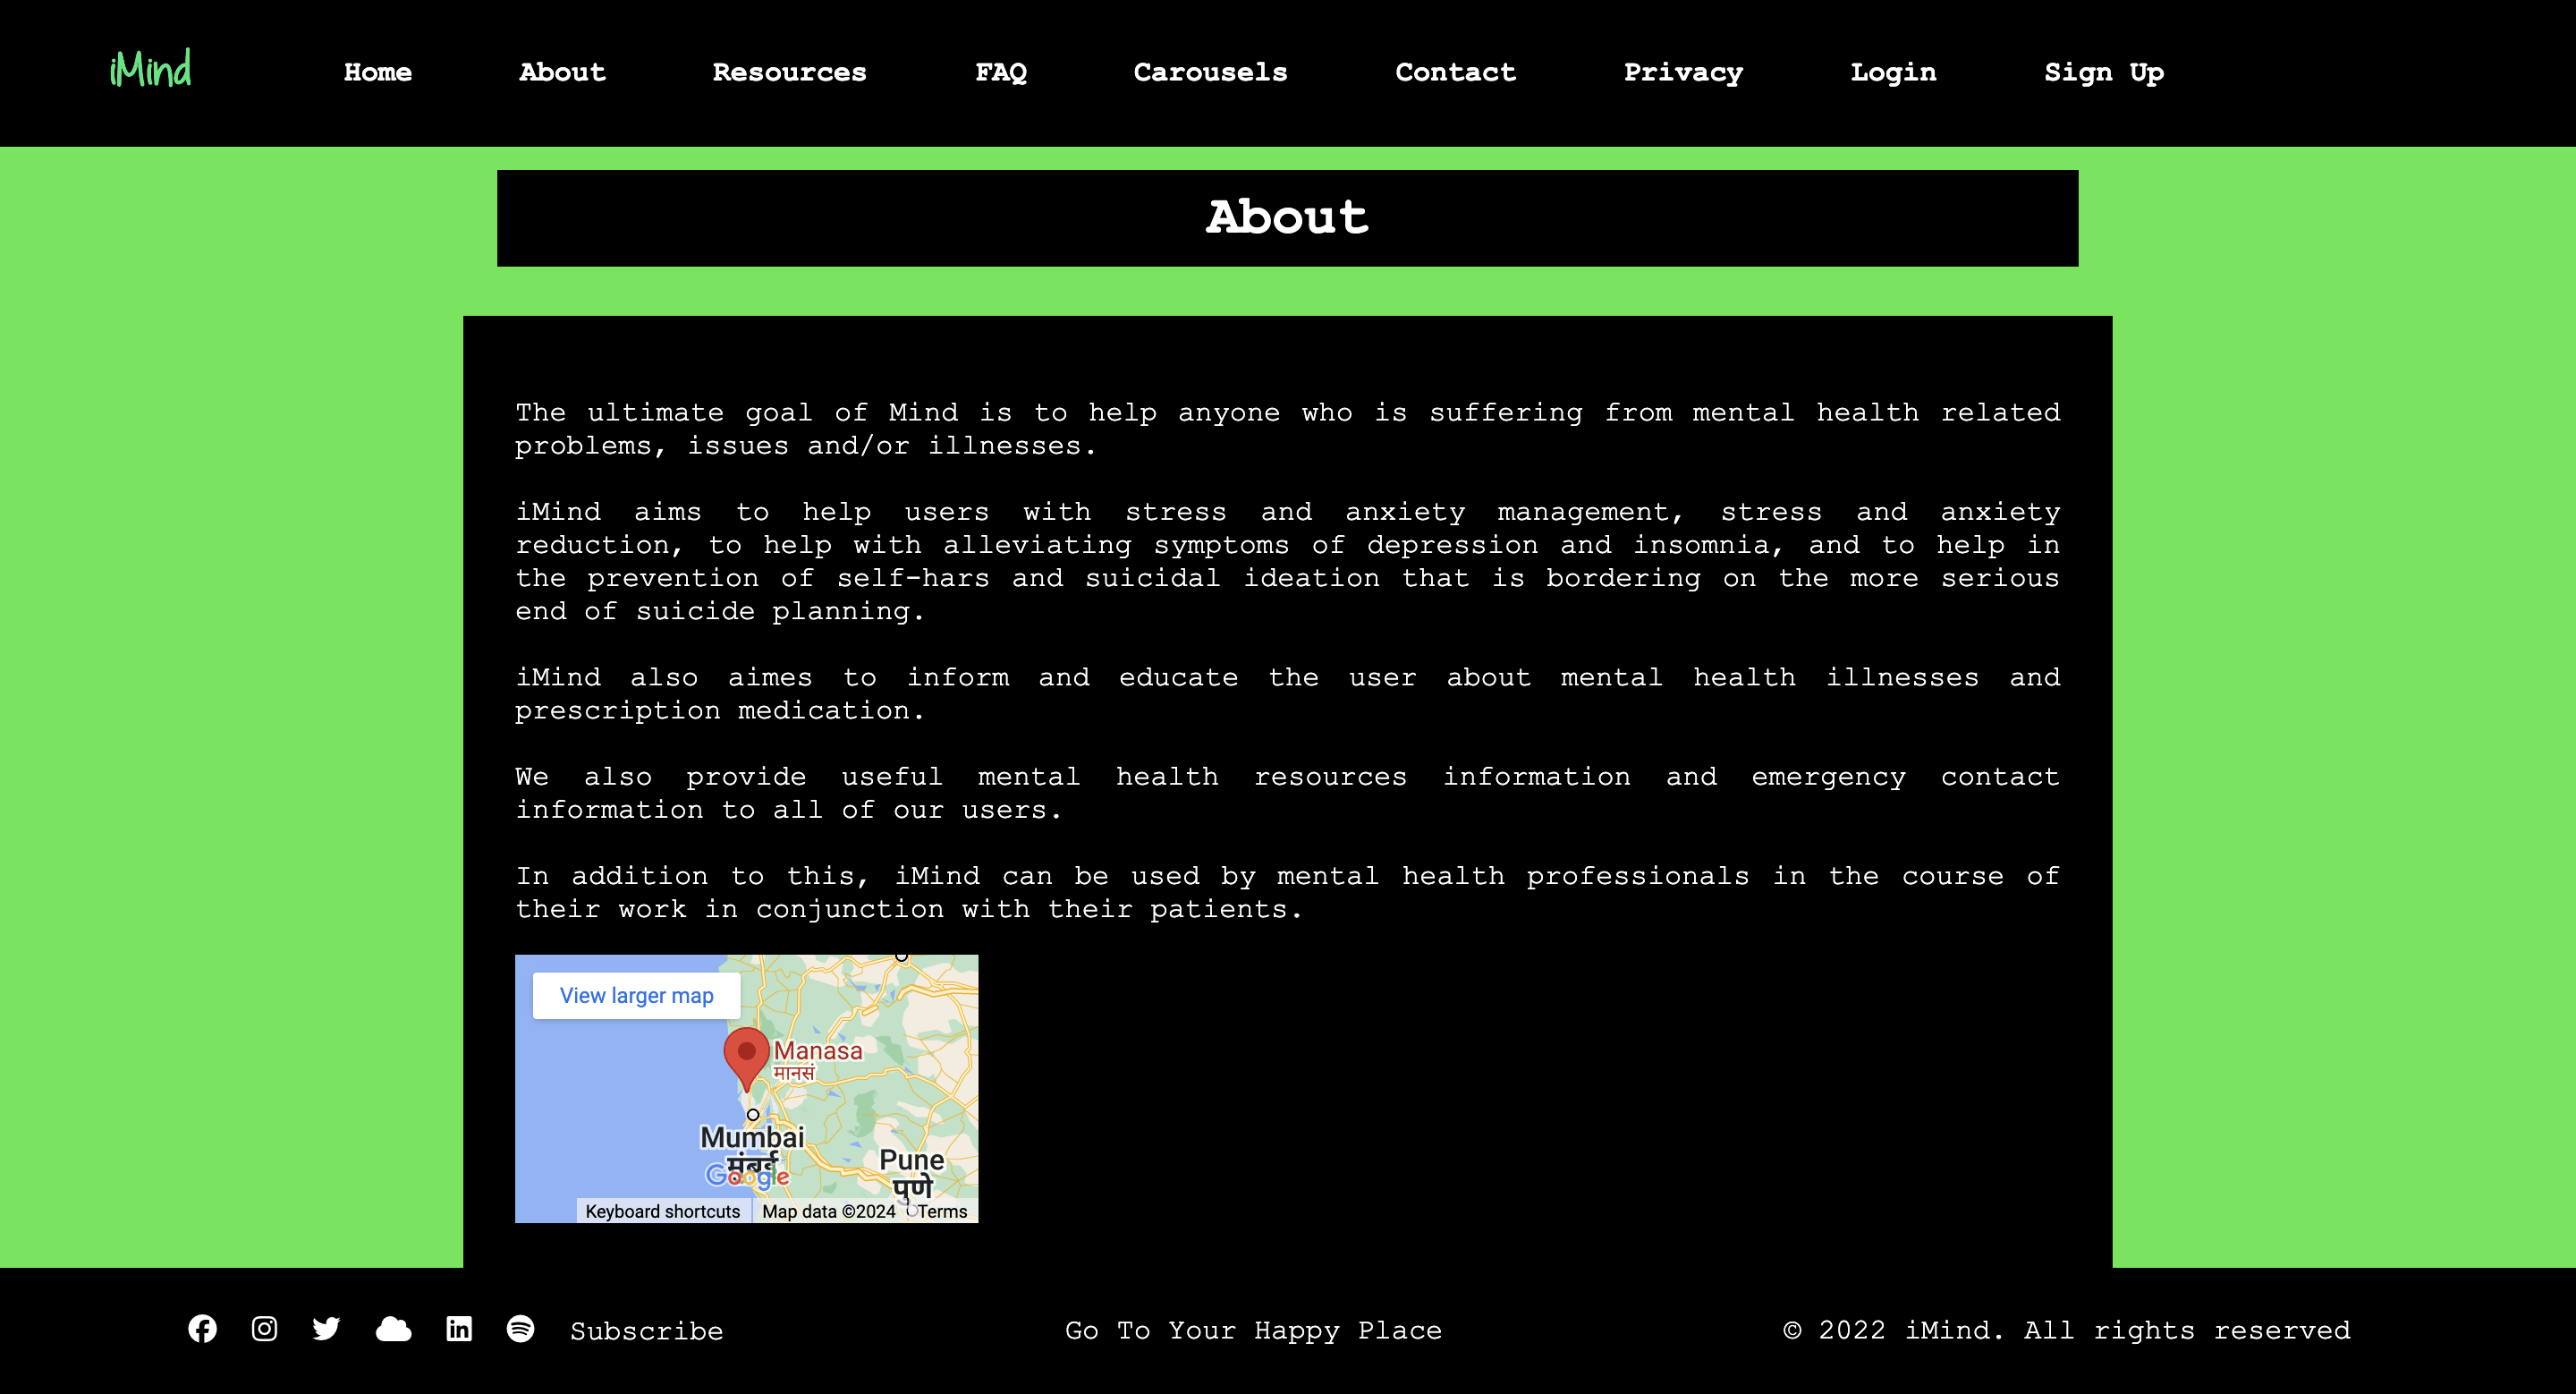 iMind
Home About Resources FAQ Carousels Contact Privacy Login Sign Up
About
The ultimate goal of Mind is to help anyone who is suffering from mental health related
problems, issues and/or illnesses.
iMind aims to help users with stress and anxiety management, stress and anxiety
reduction, to help with alleviating symptoms of depression and insomnia, and to help in
the prevention of self-hars and suicidal ideation that is bordering on the more serious
end of suicide planning.
iMind also aimes to inform and educate the user about mental health illnesses and
prescription medication.
We also provide useful mental health resources information and emergency contact
information to all of our users.
In addition to this, iMind can be used by mental health professionals in the course of
their work in conjunction with their patients.
View larger map
Manasa
मानसं
Mumbai
मुंबई
Google
Pune
पुणे
Keyboard shortcuts Map data ©2024 Terms
Subscribe Go To Your Happy Place © 2022 iMind. All rights reserved